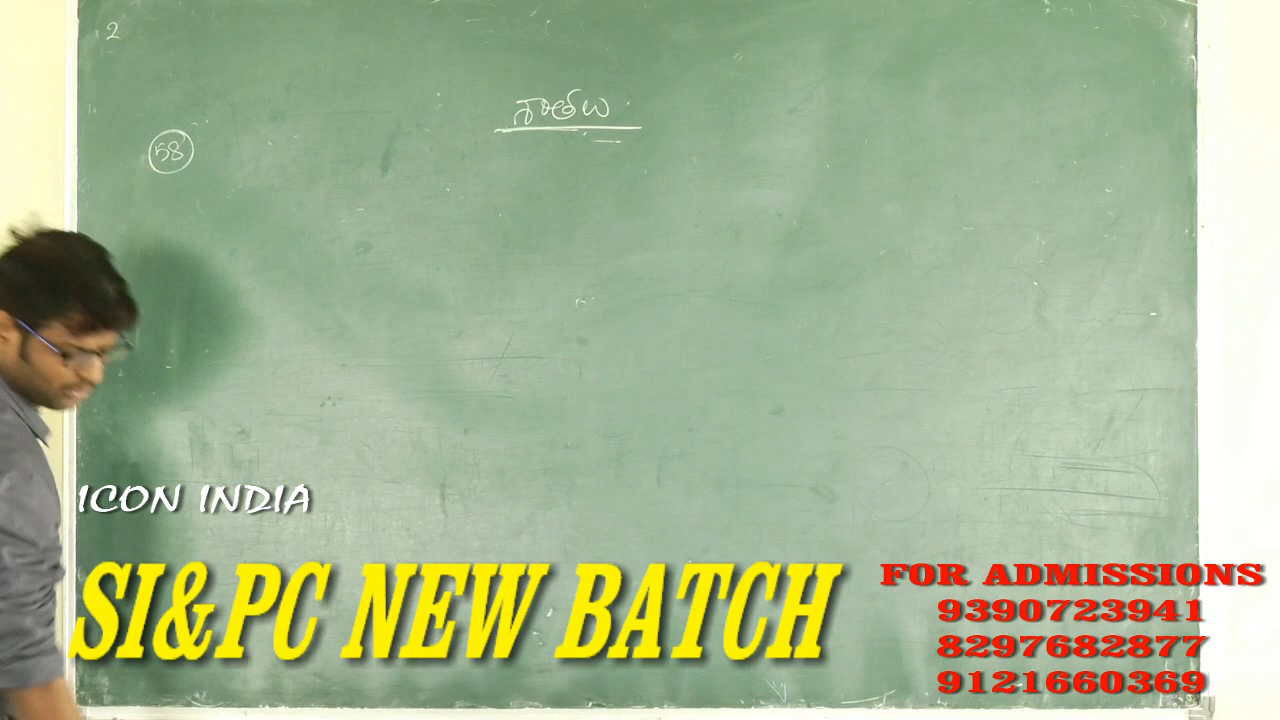 2
58
ICON INDIA
SI&PC NEW BATCH
FOR ADMISSIONS
9390723941
8297682877
9121660369